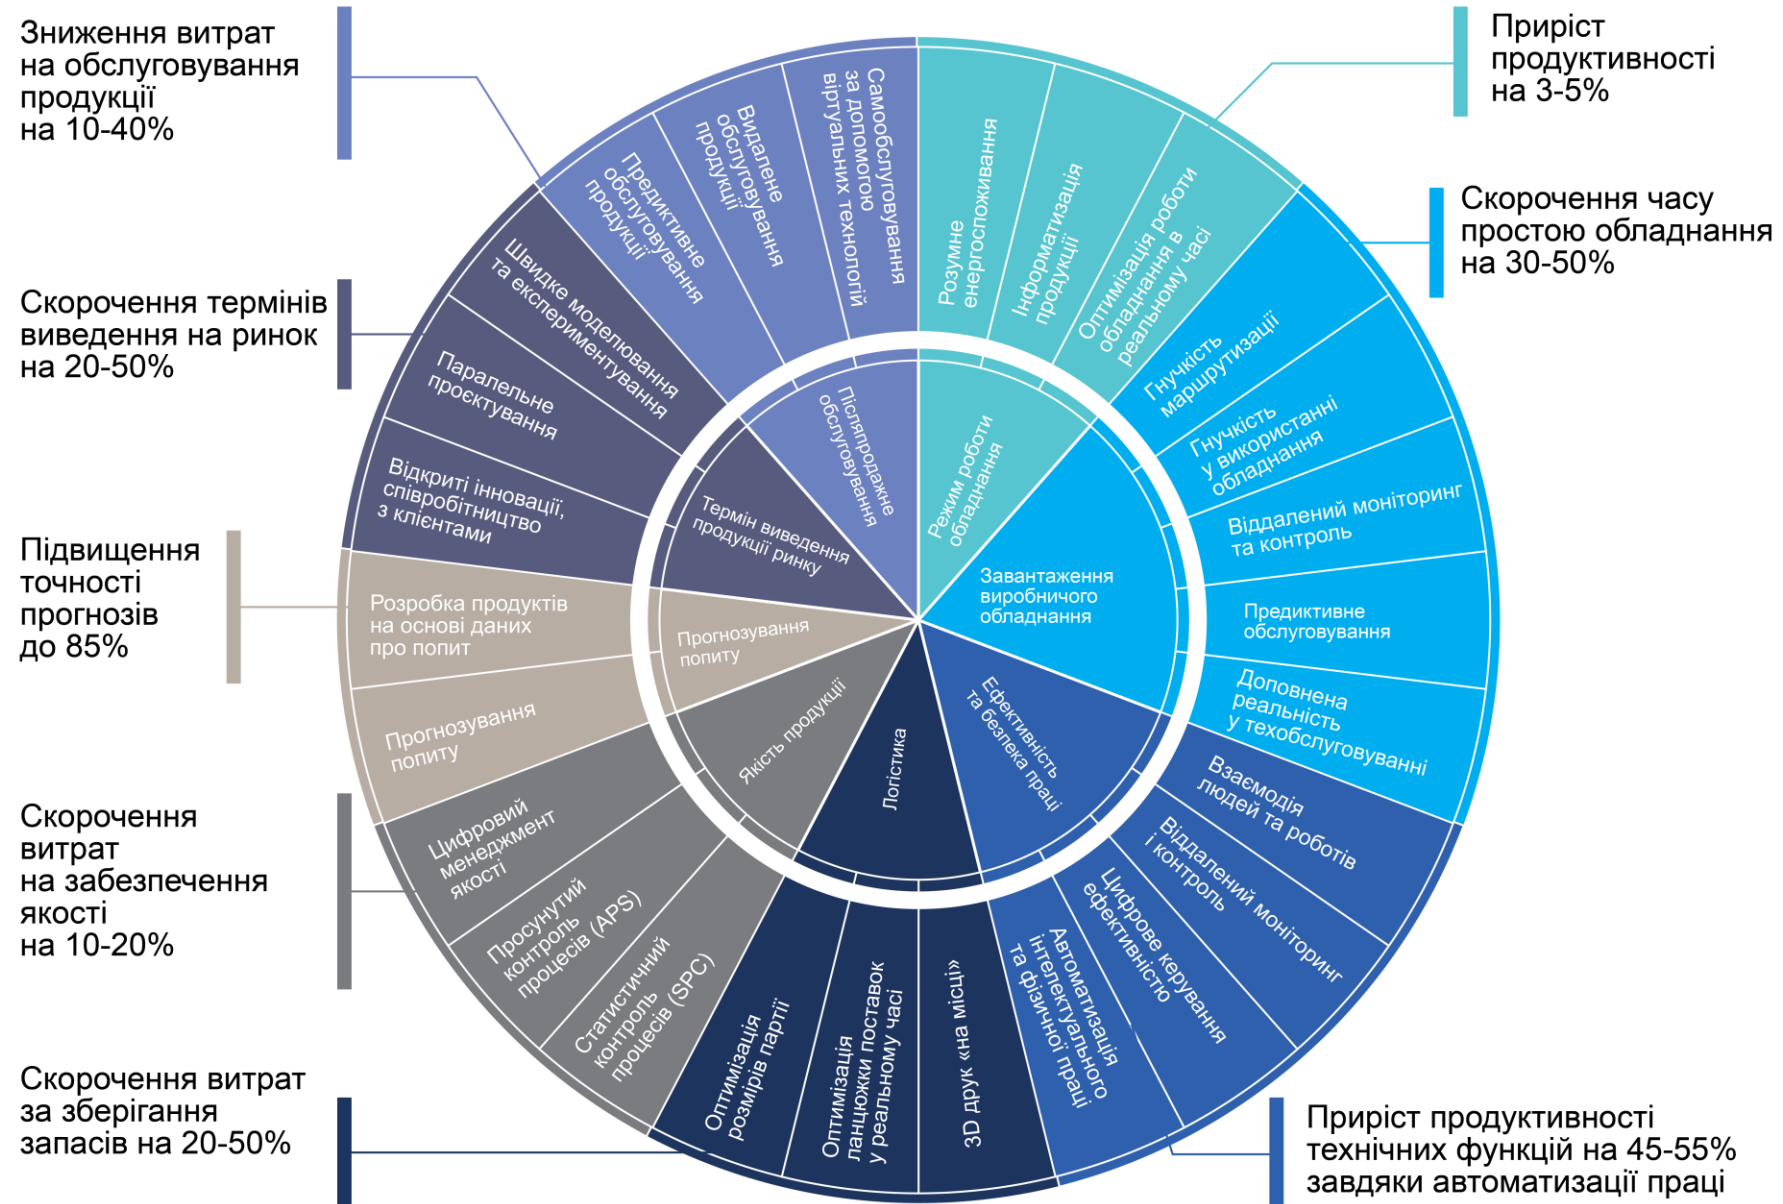 Зниження витрат
на обслуговування
продукції
на 10-40%
Скорочення термінів
виведення на ринок
на 20-50%
Підвищення
точності
прогнозів
до 85%
Скорочення
витрат
на забезпечення
якості
на 10-20%
Скорочення витрат
за зберігання
запасів на 20-50%
Приріст
продуктивності
на 3-5%
Скорочення часу
простою обладнання
на 30-50%
Приріст продуктивності
технічних функцій на 45-55%
завдяки автоматизації праці
Розумне
енергоспоживання
Інформатизація
продукції
Оптимізація роботи
обладнання в
реальному часі
Гнучкість
маршрутизації
Гнучкість
у використанні
обладнання
Віддалений моніторинг
та контроль
Предиктивне
обслуговування
Доповнена
реальність
у техобслуговуванні
Взаємодія
людей та роботів
Віддалений моніторинг
і контроль
Цифрове керування
ефективністю
Автоматизація
інтелектуального
та фізичної праці
3D друк «на місці»
Оптимізація
ланцюжки поставок
у реальному часі
Оптимізація
розмірів партії
Статистичний
контроль
процесів (SPC)
Просунутий
контроль
процесів (APS)
Цифровий
менеджмент
якості
Прогнозування
попиту
Розробка продуктів
на основі даних
про попит
Відкриті інновації,
співробітництво
з клієнтами
Паралельне
проєктування
Швидке моделювання
та експериментування
Предиктивне
обслуговування
продукції
Видалене
обслуговування
продукції
Самообслуговування
за допомогою
віртуальних технологій
Режим роботи
обладнання
Завантаження
виробничого
обладнання
Ефективність
та безпека праці
Логістика
Якість продукції
Прогнозування
попиту
Термін виведення
продукції ринку
Післяпродажне
обслуговування